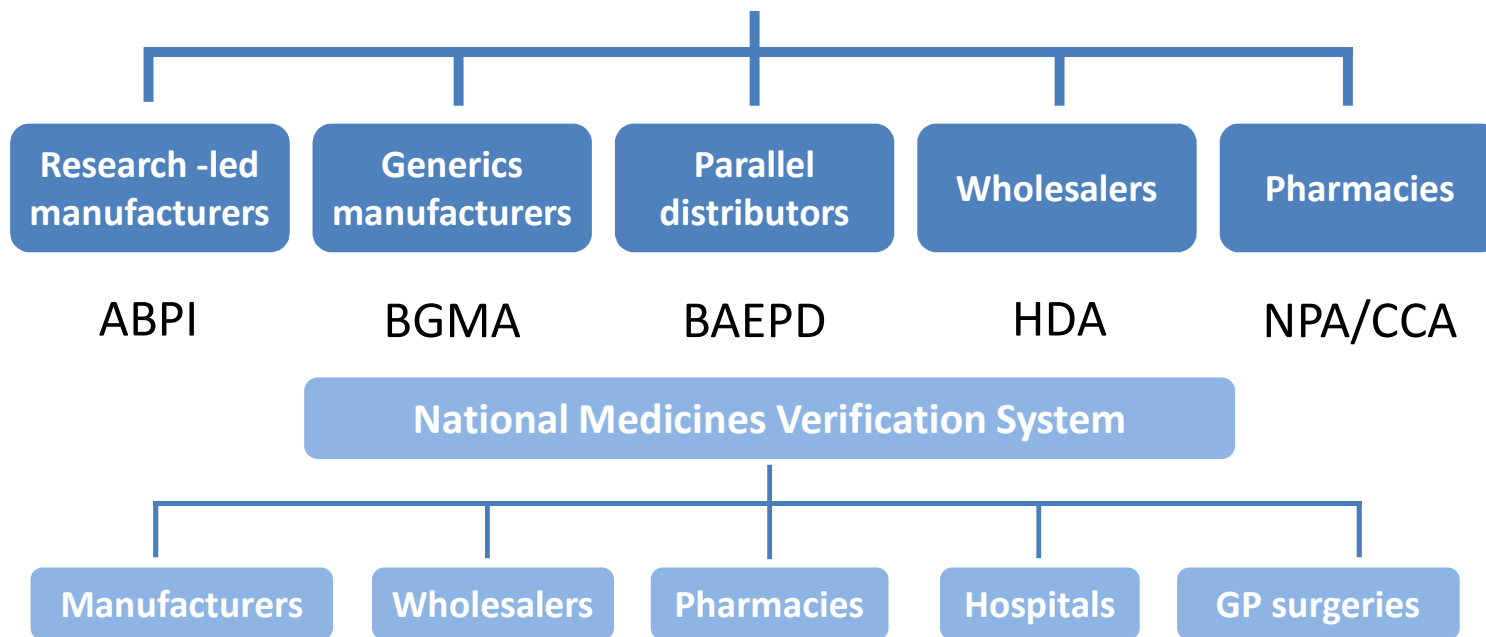 Research -led
manufacturers
Generics
manufacturers
Parallel
distributors
Wholesalers
Pharmacies
ABPI
BGMA
BAEPD
HDA
NPA/CCA
National Medicines Verification System
Manufacturers
Wholesalers
Pharmacies
Hospitals
GP surgeries